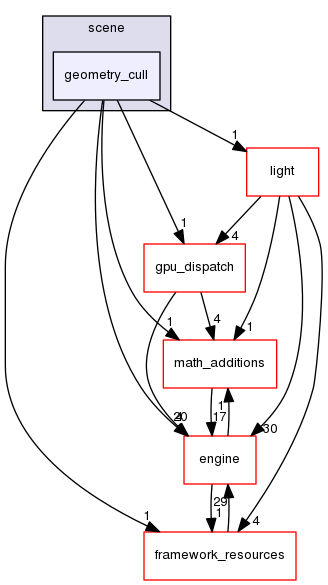 scene
geometry_cull
1
light
1
4
gpu_dispatch
4
1
1
math_additions
1
17
30
engine
29
1
1
4
framework_resources